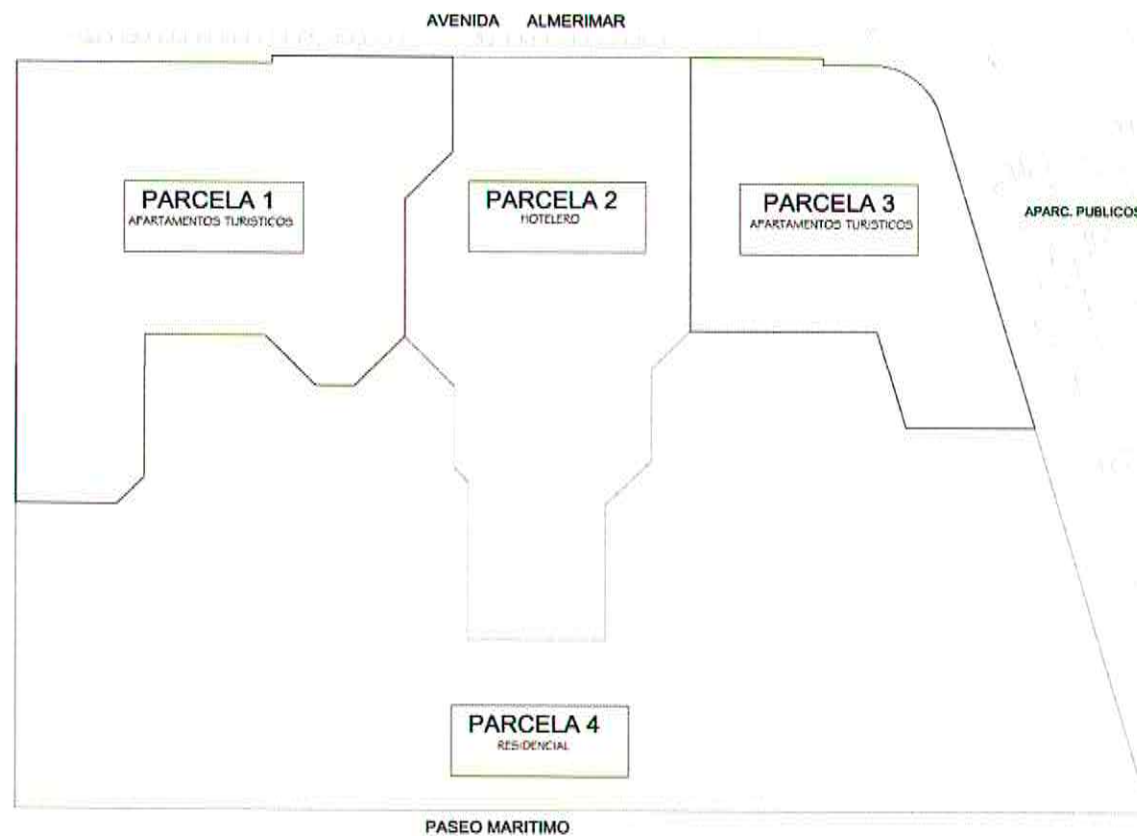 AVENIDA ALMERIMAR
PARCELA 1
APARTAMENTOS TURISTICOS
PARCELA 2
HOTELERO
PARCELA 3
APARTAMENTOS TURISTICOS
APARC. PUBLICOS
PARCELA 4
RESIDENCIAL
PASEO MARITIMO